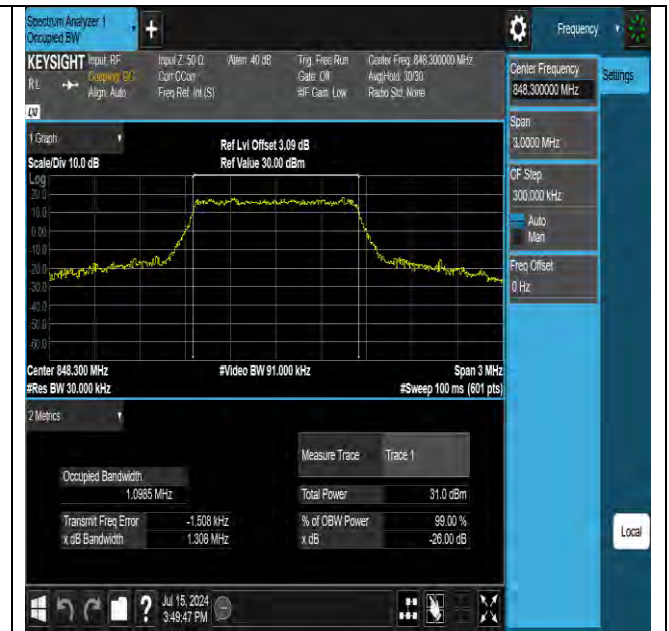 Spectrum Analyzer 1
Occupied BW
Frequency
KEYSIGHT Input: RF Input Z: 50 Ω Atten: 40 dB Trig: Free Run Center Freq: 848.300000 MHz
RL Coupling: DC Corr CCorr Gate: Off Avg|Hold: 30/30
Align: Auto Freq Ref: Int (S) #IF Gain: Low Radio Std: None
LXI
Center Frequency
848.300000 MHz
Settings
Span
3.0000 MHz
CF Step
300.000 kHz
Auto
Man
Freq Offset
0 Hz
1 Graph
Ref Lvl Offset 3.09 dB
Scale/Div 10.0 dB Ref Value 30.00 dBm
Log
20.0
10.0
0.00
-10.0
-20.0
-30.0
-40.0
-50.0
-60.0
Center 848.300 MHz #Video BW 91.000 kHz Span 3 MHz
#Res BW 30.000 kHz #Sweep 100 ms (601 pts)
2 Metrics
Measure Trace Trace 1
Occupied Bandwidth
1.0985 MHz Total Power 31.0 dBm
Transmit Freq Error -1.508 kHz % of OBW Power 99.00 %
x dB Bandwidth 1.308 MHz x dB -26.00 dB
Local
Jul 15, 2024
3:49:47 PM